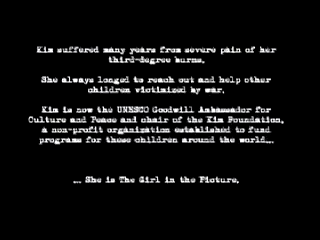 Kim suffered many years from severe pain of her
third-degree burns.
She always longed to reach out and help other
children victimized by war.
Kim is now the UNESCO Goodwill Ambassador for
Culture and Peace and chair of the Kim Foundation,
a non-profit organization established to fund
programs for these children around the world...
... She is The Girl in the Picture.